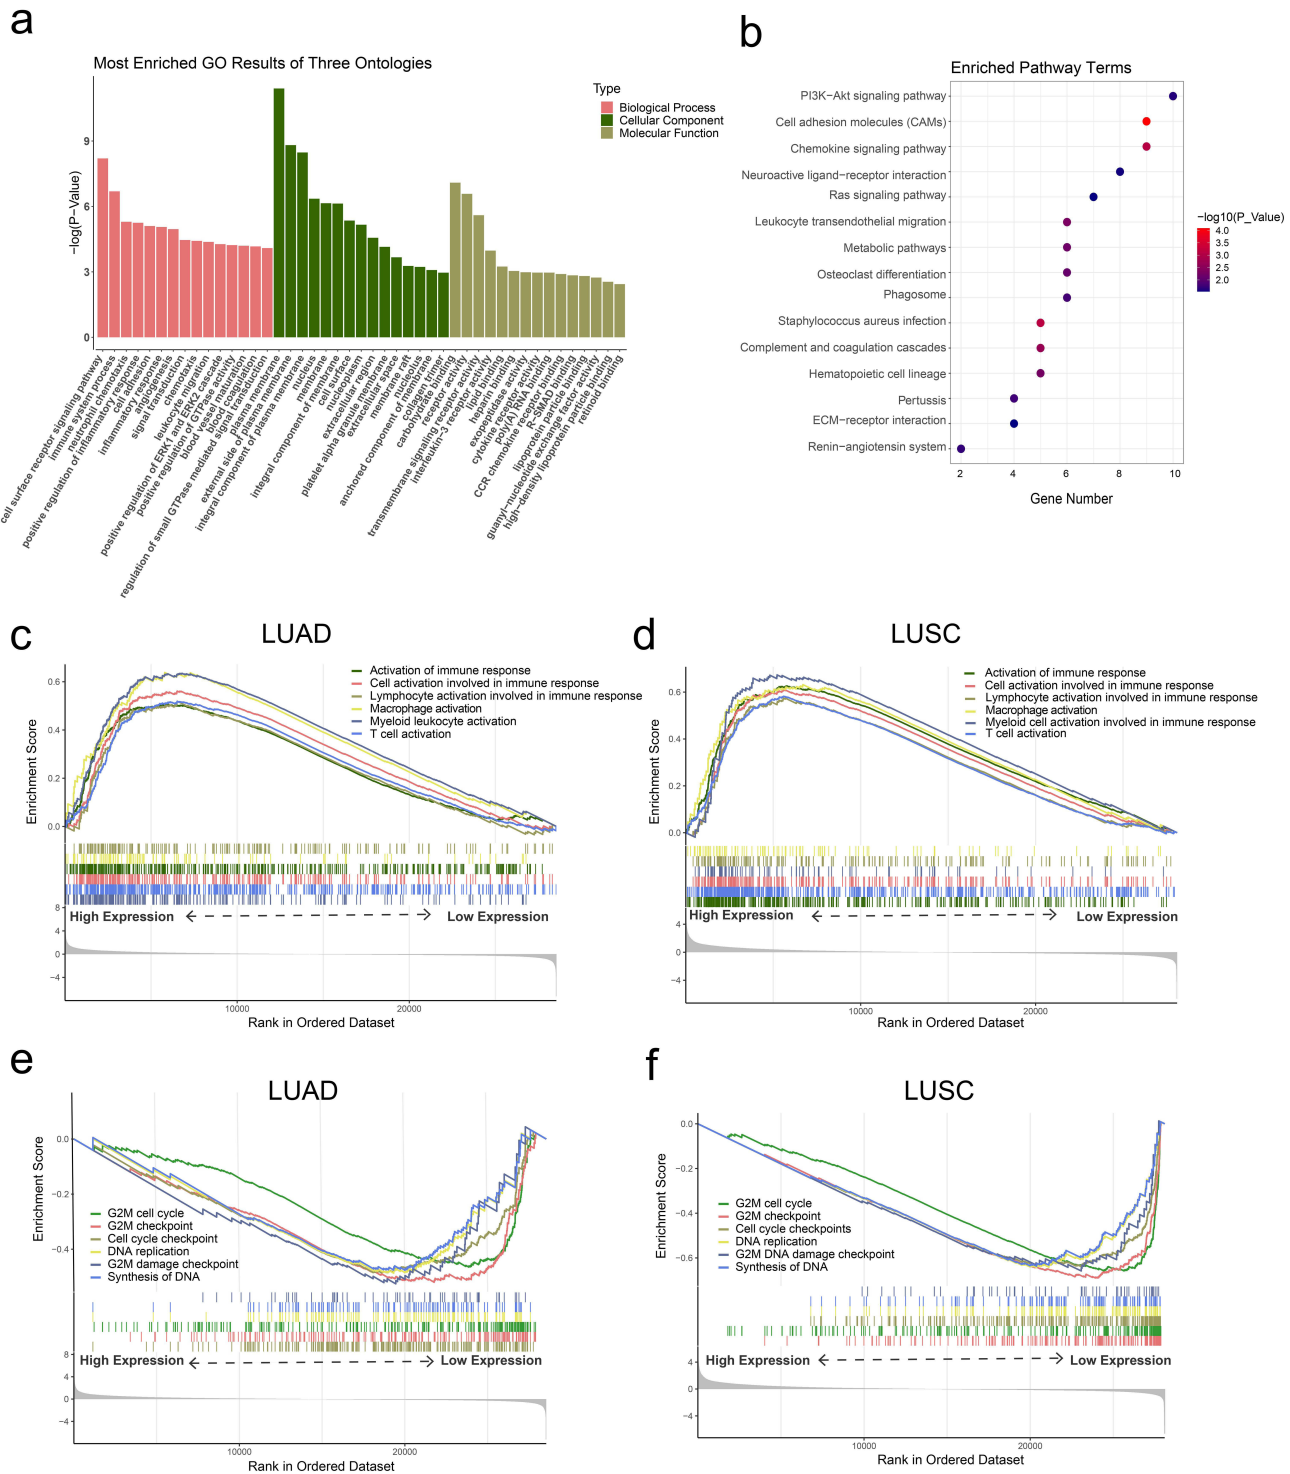 a
Most Enriched GO Results of Three Ontologies
−log(P−Value)
9
6
3
0
Type
Biological Process
Cellular Component
Molecular Function
cell surface receptor signaling pathway
immune system process
neutrophil chemotaxis
positive regulation of inflammatory response
cell adhesion
inflammatory response
angiogenesis
signal transduction
chemotaxis
leukocyte migration
positive regulation of ERK1 and ERK2 cascade
positive regulation of GTPase activity
blood vessel maturation
blood coagulation
regulation of small GTPase mediated signal transduction
plasma membrane
external side of plasma membrane
integral component of plasma membrane
nucleus
membrane
integral component of membrane
cell surface
nucleoplasm
extracellular region
platelet alpha granule membrane
extracellular space
membrane raft
nucleolus
anchored component of membrane
collagen trimer
carbohydrate binding
receptor activity
transmembrane signaling receptor activity
interleukin−3 receptor activity
lipid binding
heparin binding
exopeptidase activity
cytokine receptor activity
poly(A) RNA binding
CCR chemokine receptor binding
R−SMAD binding
lipoprotein particle binding
guanyl−nucleotide exchange factor activity
high−density lipoprotein particle binding
retinoid binding
b
Enriched Pathway Terms
PI3K−Akt signaling pathway
Cell adhesion molecules (CAMs)
Chemokine signaling pathway
Neuroactive ligand−receptor interaction
Ras signaling pathway
Leukocyte transendothelial migration
Metabolic pathways
Osteoclast differentiation
Phagosome
Staphylococcus aureus infection
Complement and coagulation cascades
Hematopoietic cell lineage
Pertussis
ECM−receptor interaction
Renin−angiotensin system
2 4 6 8 10
Gene Number
−log10(P_Value)
4.0
3.5
3.0
2.5
2.0
c
LUAD
Enrichment Score
0.6
0.4
0.2
0.0
Activation of immune response
Cell activation involved in immune response
Lymphocyte activation involved in immune response
Macrophage activation
Myeloid leukocyte activation
T cell activation
High Expression
Low Expression
8
4
0
−4
10000 20000
Rank in Ordered Dataset
d
LUSC
Enrichment Score
0.6
0.4
0.2
0.0
Activation of immune response
Cell activation involved in immune response
Lymphocyte activation involved in immune response
Macrophage activation
Myeloid cell activation involved in immune response
T cell activation
High Expression
Low Expression
4
0
−4
10000 20000
Rank in Ordered Dataset
e
LUAD
Enrichment Score
0.0
−0.2
−0.4
G2M cell cycle
G2M checkpoint
Cell cycle checkpoint
DNA replication
G2M damage checkpoint
Synthesis of DNA
High Expression
Low Expression
8
4
0
−4
10000 20000
Rank in Ordered Dataset
f
LUSC
Enrichment Score
0.0
−0.2
−0.4
−0.6
G2M cell cycle
G2M checkpoint
Cell cycle checkpoints
DNA replication
G2M DNA damage checkpoint
Synthesis of DNA
High Expression
Low Expression
4
0
−4
10000 20000
Rank in Ordered Dataset